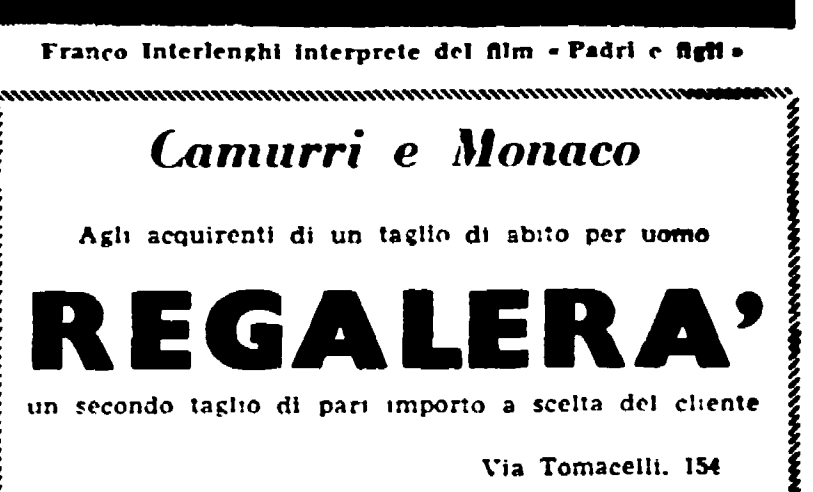 Franco Interlenghi interprete del film « Padri e figli »
Camurri e Monaco
Agli acquirenti di un taglio di abito per uomo
REGALERA'
un secondo taglio di pari importo a scelta del cliente
Via Tomacelli. 154